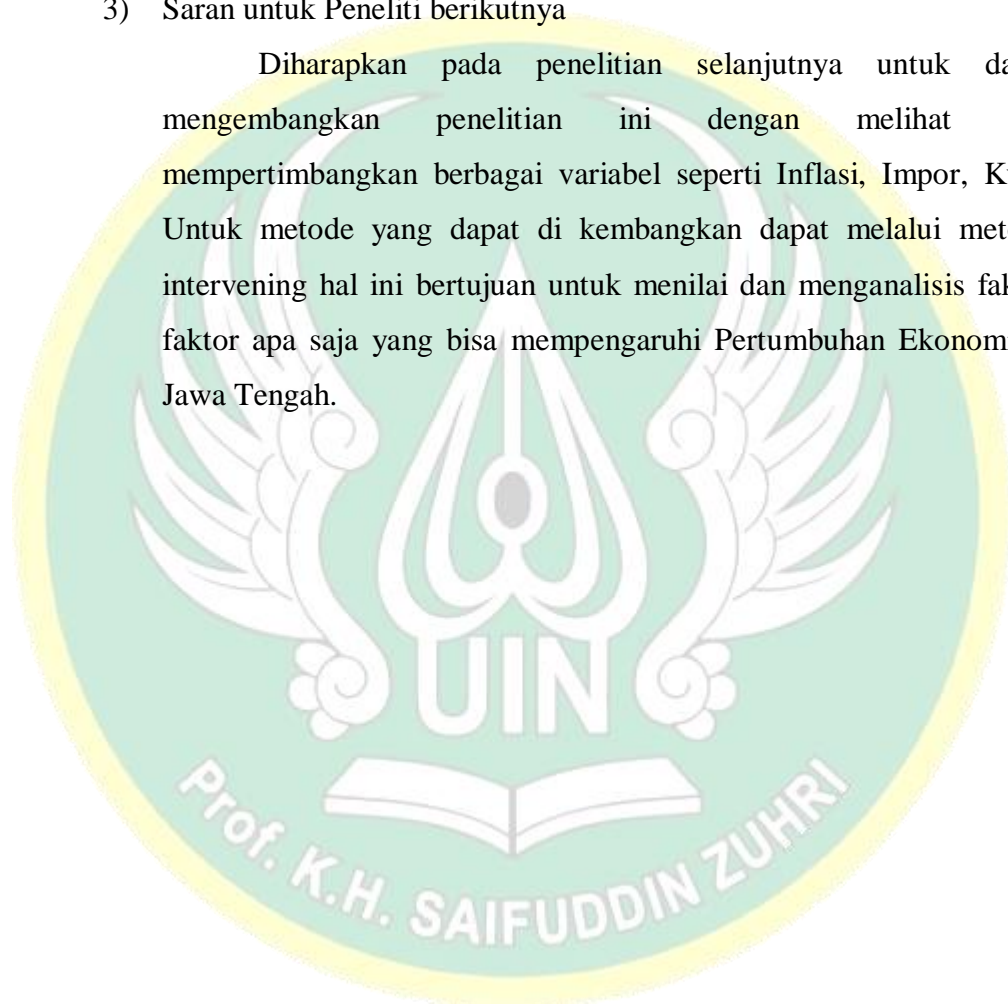 3) Saran untuk Peneliti berikutnya
Diharapkan pada penelitian selanjutnya untuk
mengembangkan penelitian ini dengan melihat
mempertimbangkan berbagai variabel seperti Inflasi, Impor,
Untuk metode yang dapat di kembangkan dapat melalui
intervening hal ini bertujuan untuk menilai dan menganalisis
faktor apa saja yang bisa mempengaruhi Pertumbuhan
Jawa Tengah.
UIN
Prof. K.H. SAIFUDDIN ZUHRI